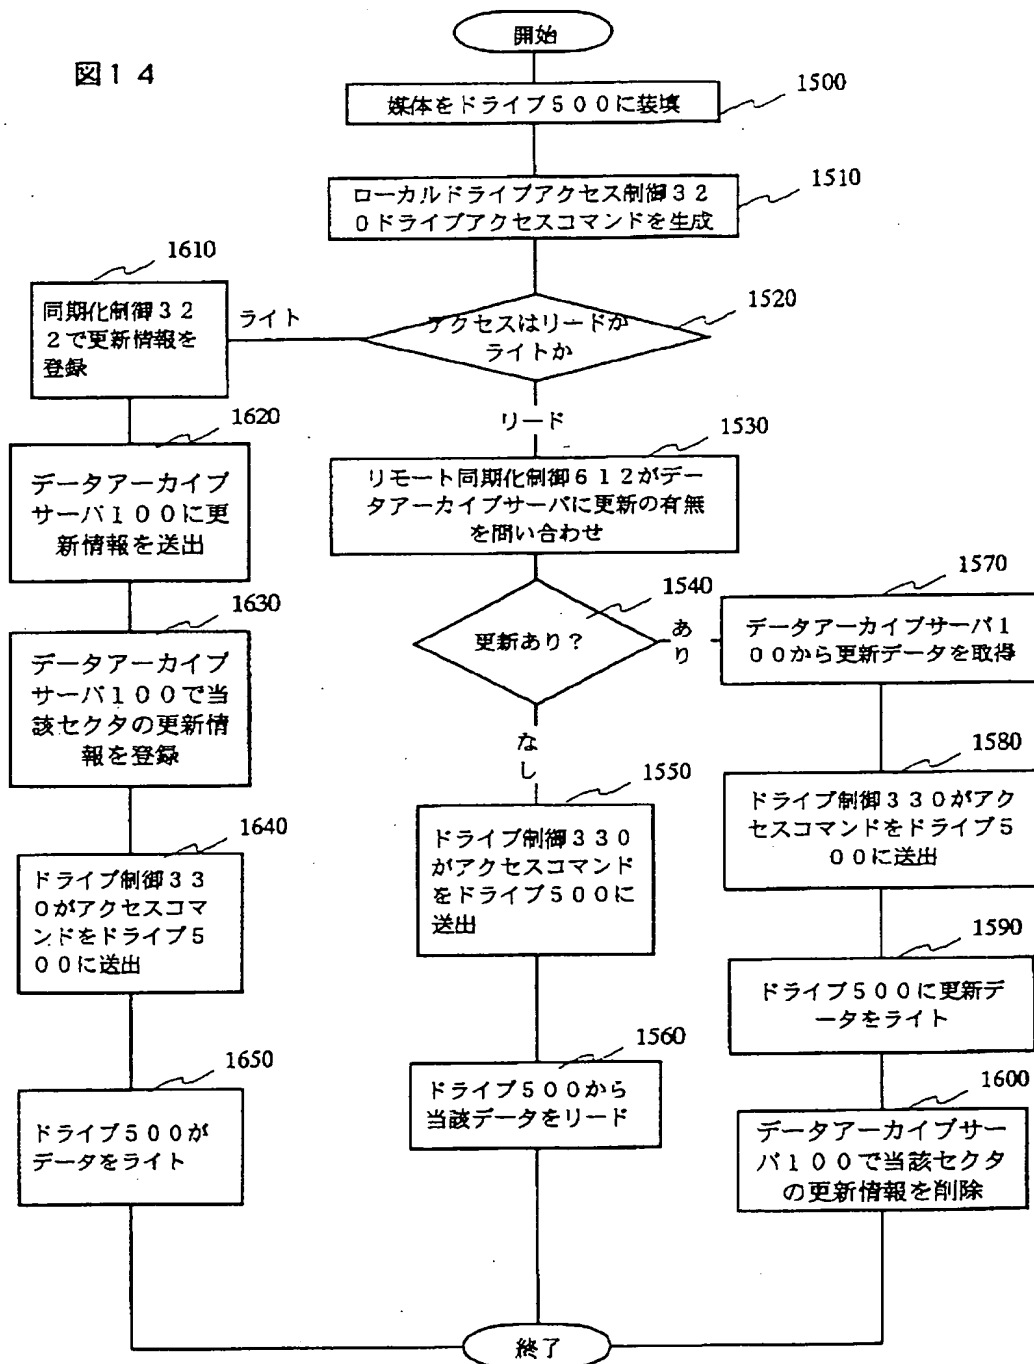 図14
開始
1500
媒体をドライブ500に装填
1510
ローカルドライブアクセス制御32
0ドライブアクセスコマンドを生成
1520
アクセスはリードか
ライトか
ライト
リード
1610
同期化制御32
2で更新情報を
登録
1620
データアーカイブ
サーバ100に更
新情報を送出
1630
データアーカイブ
サーバ100で当
該セクタの更新情
報を登録
1640
ドライブ制御33
0がアクセスコマ
ンドをドライブ5
00に送出
1650
ドライブ500が
データをライト
1530
リモート同期化制御612がデー
タアーカイブサーバに更新の有無
を問い合わせ
1540
更新あり?
あ
り
な
し
1550
ドライブ制御330
がアクセスコマンド
をドライブ500に
送出
1560
ドライブ500から
当該データをリード
1570
データアーカイブサーバ1
00から更新データを取得
1580
ドライブ制御330がアク
セスコマンドをドライブ5
00に送出
1590
ドライブ500に更新デ
ータをライト
1600
データアーカイブサー
バ100で当該セクタ
の更新情報を削除
終了